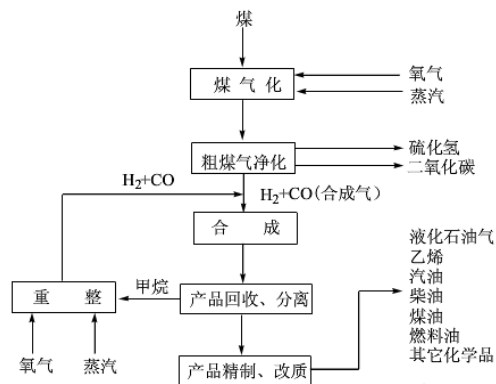 煤
煤气化
氧气
蒸汽
粗煤气净化
硫化氢
二氧化碳
H₂+CO
H₂+CO(合成气)
合 成
液化石油气
乙烯
汽油
柴油
煤油
燃料油
其它化学品
重 整
甲烷
产品回收、分离
氧气
蒸汽
产品精制、改质